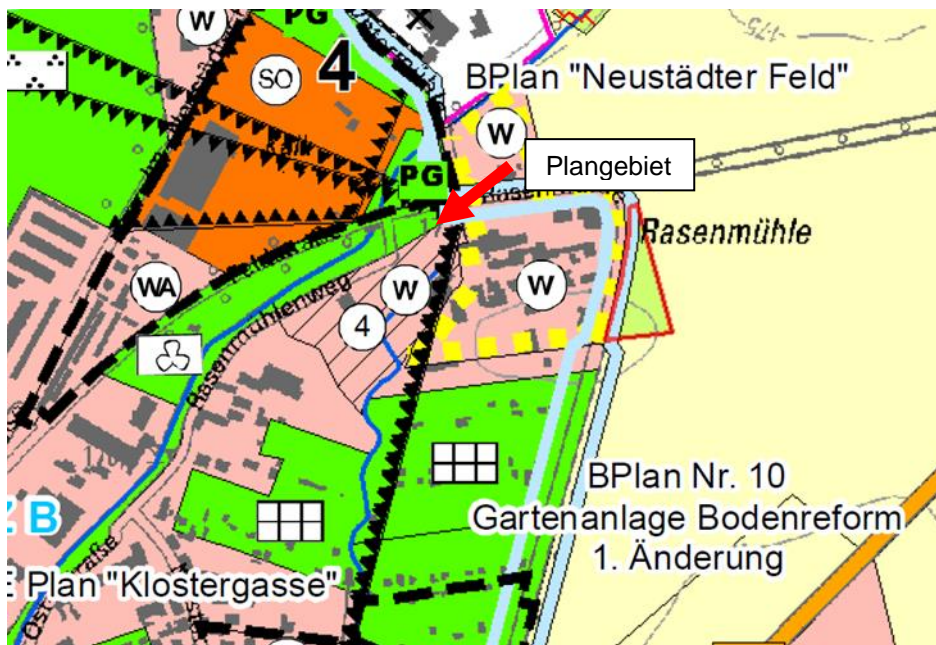 W
PG
SO
4
BPlan "Neustädter Feld"
W
Plangebiet
PG
Rasenmühle
WA
W
W
4
Rasenmühlenweg
BPlan Nr. 10
Gartenanlage Bodenreform
1. Änderung
B
Plan "Klostergasse"